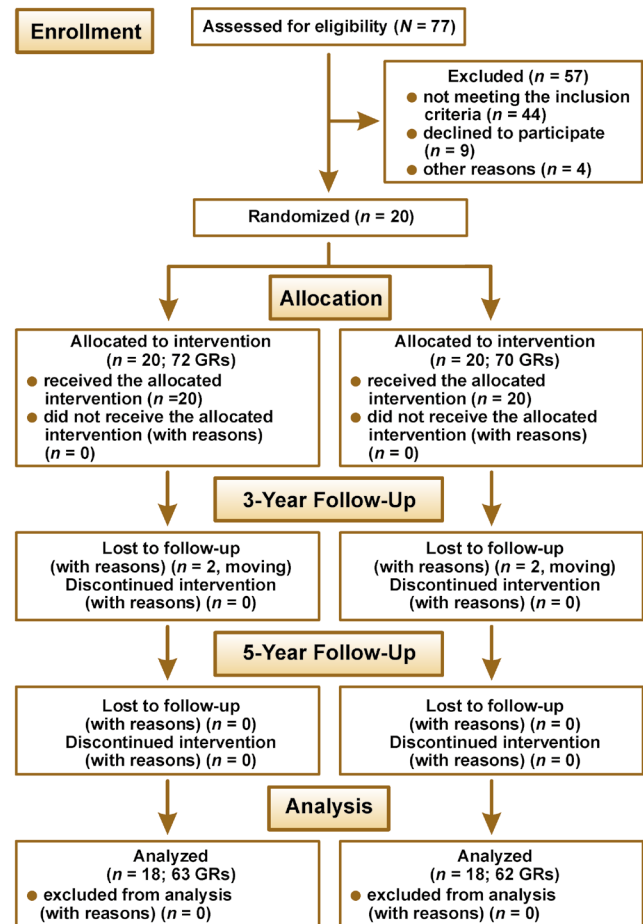 Enrollment
Assessed for eligibility (N = 77)
Excluded (n = 57)
● not meeting the inclusion
criteria (n = 44)
● declined to participate
(n = 9)
● other reasons (n = 4)
Randomized (n = 20)
Allocation
Allocated to intervention
(n = 20; 72 GRs)
● received the allocated
intervention (n =20)
● did not receive the allocated
intervention (with reasons)
(n = 0)
Allocated to intervention
(n = 20; 70 GRs)
● received the allocated
intervention (n = 20)
● did not receive the allocated
intervention (with reasons)
(n = 0)
3-Year Follow-Up
Lost to follow-up
(with reasons) (n = 2, moving)
Discontinued intervention
(with reasons) (n = 0)
Lost to follow-up
(with reasons) (n = 2, moving)
Discontinued intervention
(with reasons) (n = 0)
5-Year Follow-Up
Lost to follow-up
(with reasons) (n = 0)
Discontinued intervention
(with reasons) (n = 0)
Lost to follow-up
(with reasons) (n = 0)
Discontinued intervention
(with reasons) (n = 0)
Analysis
Analyzed
(n = 18; 63 GRs)
● excluded from analysis
(with reasons) (n = 0)
Analyzed
(n = 18; 62 GRs)
● excluded from analysis
(with reasons) (n = 0)